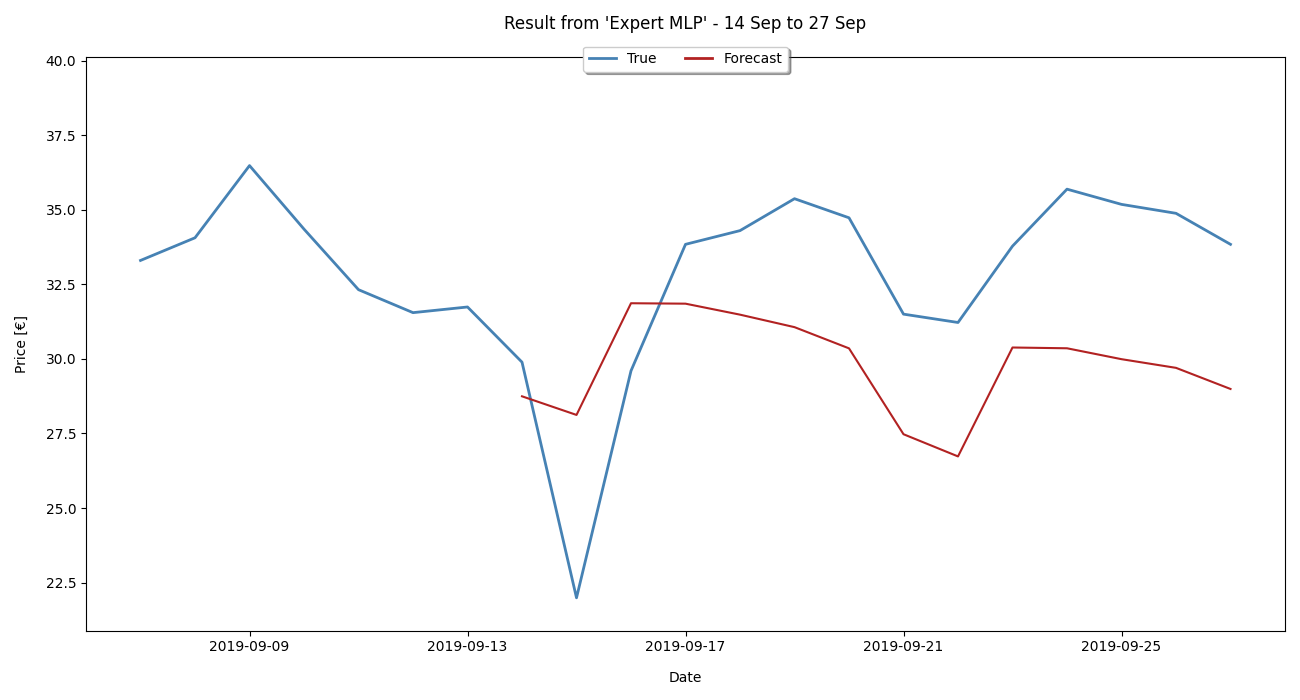 Result from 'Expert MLP' - 14 Sep to 27 Sep
True
Forecast
40.0
37.5
35.0
32.5
30.0
27.5
25.0
22.5
Price [€]
2019-09-09
2019-09-13
2019-09-17
2019-09-21
2019-09-25
Date